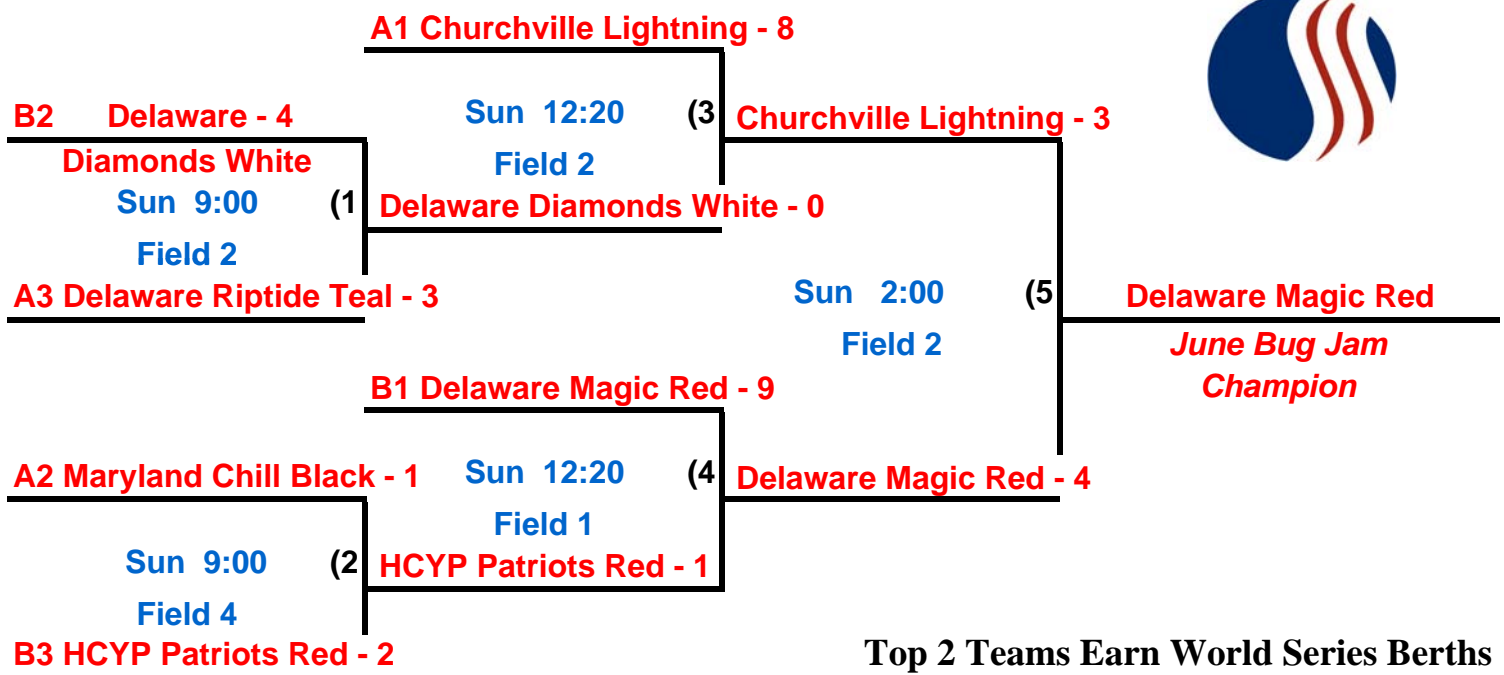 A1 Churchville Lightning - 8
B2 Delaware - 4
Diamonds White
Sun 12:20 (3
Field 2
Churchville Lightning - 3
Sun 9:00 (1
Field 2
Delaware Diamonds White - 0
A3 Delaware Riptide Teal - 3
Sun 2:00 (5
Field 2
Delaware Magic Red
June Bug Jam
Champion
B1 Delaware Magic Red - 9
A2 Maryland Chill Black - 1
Sun 12:20 (4
Field 1
Delaware Magic Red - 4
Sun 9:00 (2
Field 4
HCYP Patriots Red - 1
B3 HCYP Patriots Red - 2
Top 2 Teams Earn World Series Berths